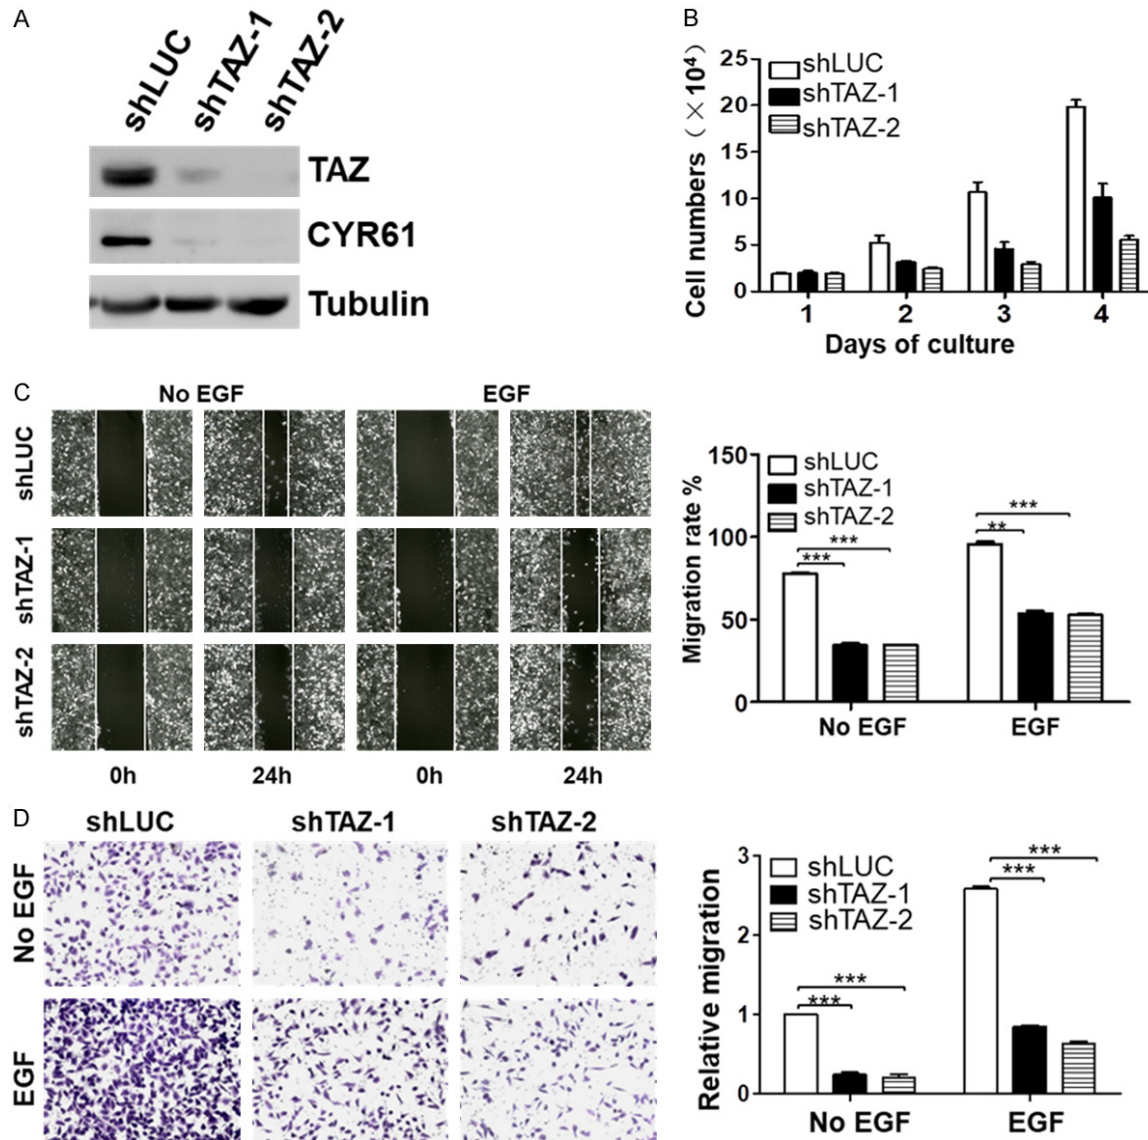 A
shLUC
shTAZ-1
shTAZ-2
TAZ
CYR61
Tubulin
B
Cell numbers (×10⁴)
25
20
15
10
5
0
shLUC
shTAZ-1
shTAZ-2
1 2 3 4
Days of culture
C
No EGF EGF
shLUC
shTAZ-1
shTAZ-2
0h 24h 0h 24h
Migration rate %
150
100
50
0
shLUC
shTAZ-1
shTAZ-2
***
***
***
**
No EGF EGF
D
shLUC shTAZ-1 shTAZ-2
No EGF
EGF
Relative migration
3
2
1
0
shLUC
shTAZ-1
shTAZ-2
***
***
***
***
No EGF EGF